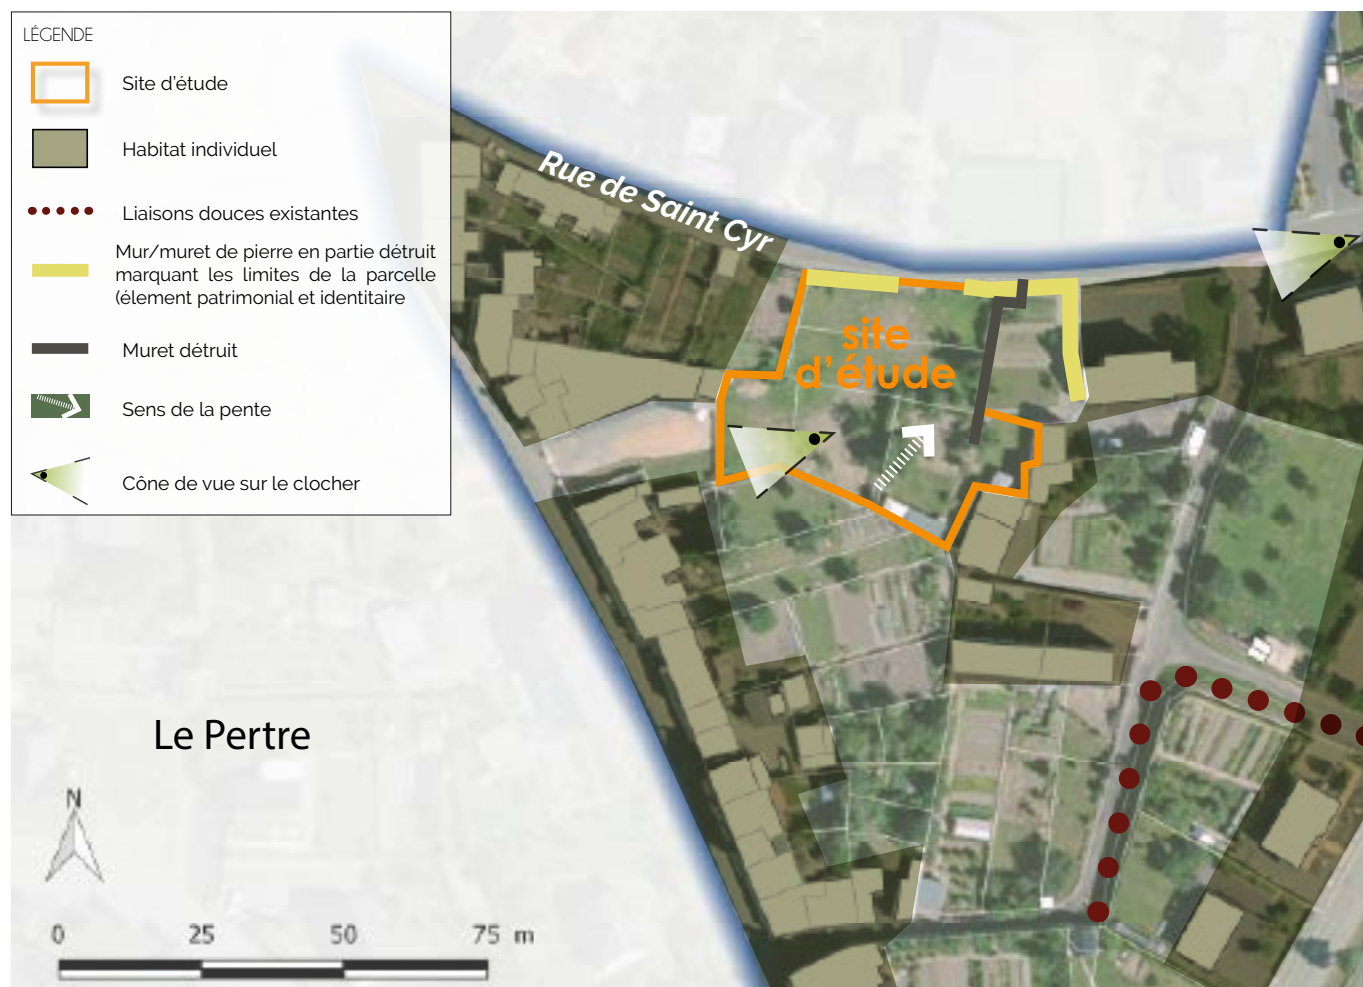 LÉGENDE
Site d'étude
Habitat individuel
Liaisons douces existantes
Mur/muret de pierre en partie détruit
marquant les limites de la parcelle
(élement patrimonial et identitaire
Muret détruit
Sens de la pente
Cône de vue sur le clocher
Rue de Saint Cyr
site
d'étude
Le Pertre
N
0 25 50 75 m